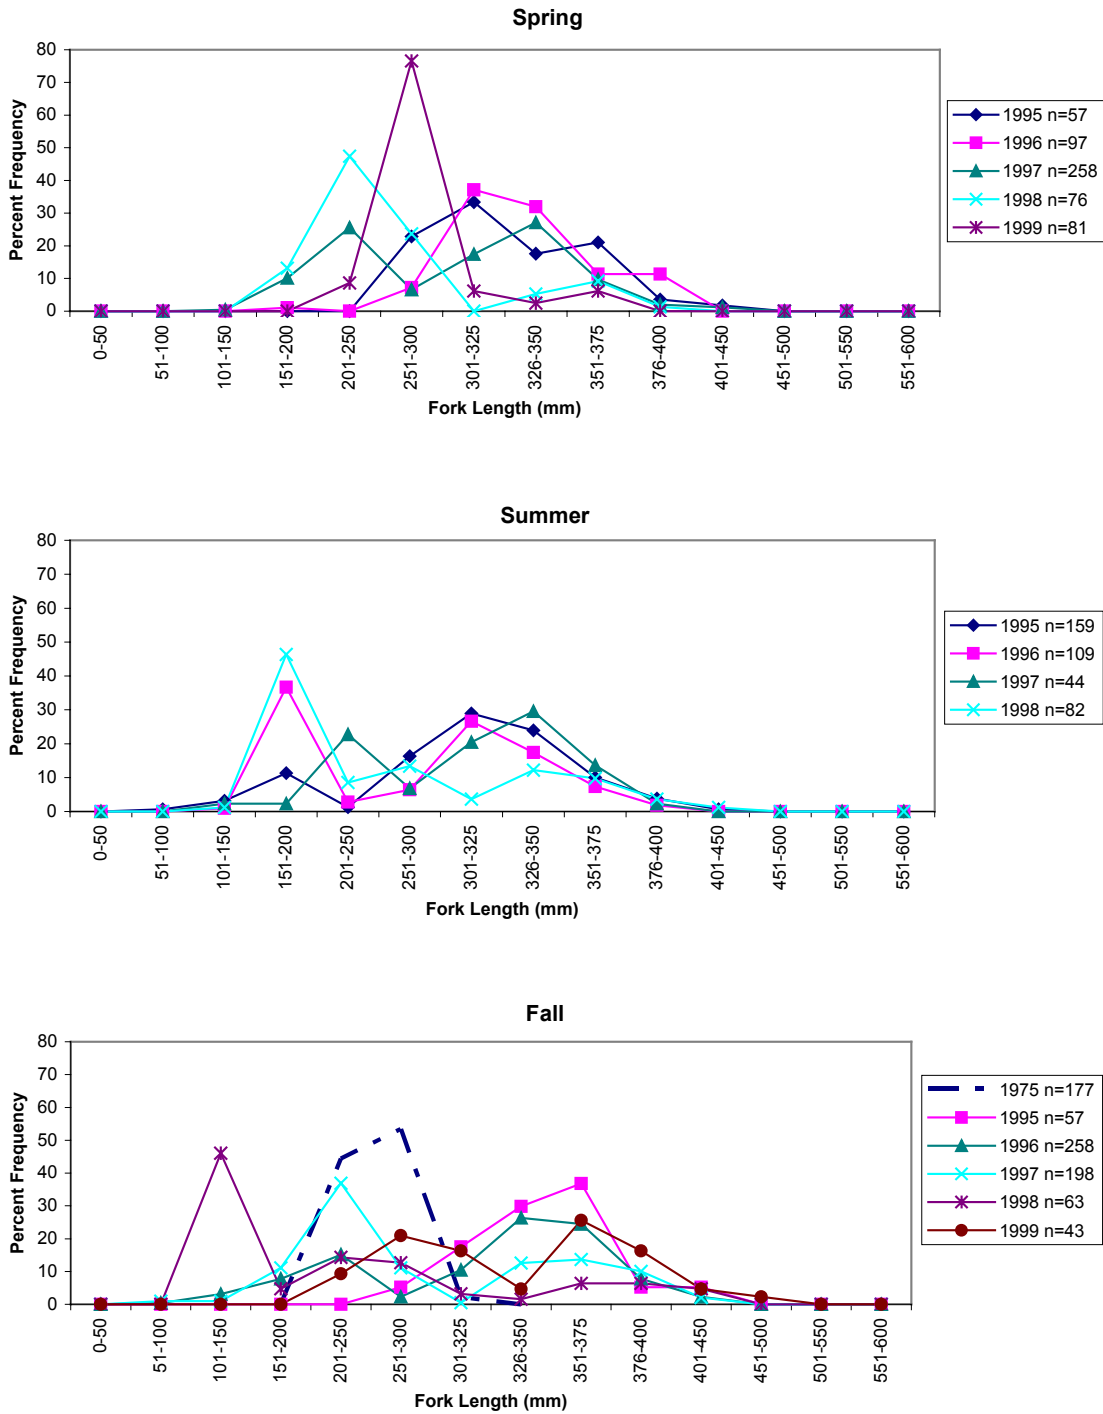 Spring
80
70
60
50
40
30
20
10
0
Percent Frequency
0-50
51-100
101-150
151-200
201-250
251-300
301-325
326-350
351-375
376-400
401-450
451-500
501-550
551-600
Fork Length (mm)
1995 n=57
1996 n=97
1997 n=258
1998 n=76
1999 n=81
Summer
80
70
60
50
40
30
20
10
0
Percent Frequency
0-50
51-100
101-150
151-200
201-250
251-300
301-325
326-350
351-375
376-400
401-450
451-500
501-550
551-600
Fork Length (mm)
1995 n=159
1996 n=109
1997 n=44
1998 n=82
Fall
80
70
60
50
40
30
20
10
0
Percent Frequency
0-50
51-100
101-150
151-200
201-250
251-300
301-325
326-350
351-375
376-400
401-450
451-500
501-550
551-600
Fork Length (mm)
1975 n=177
1995 n=57
1996 n=258
1997 n=198
1998 n=63
1999 n=43